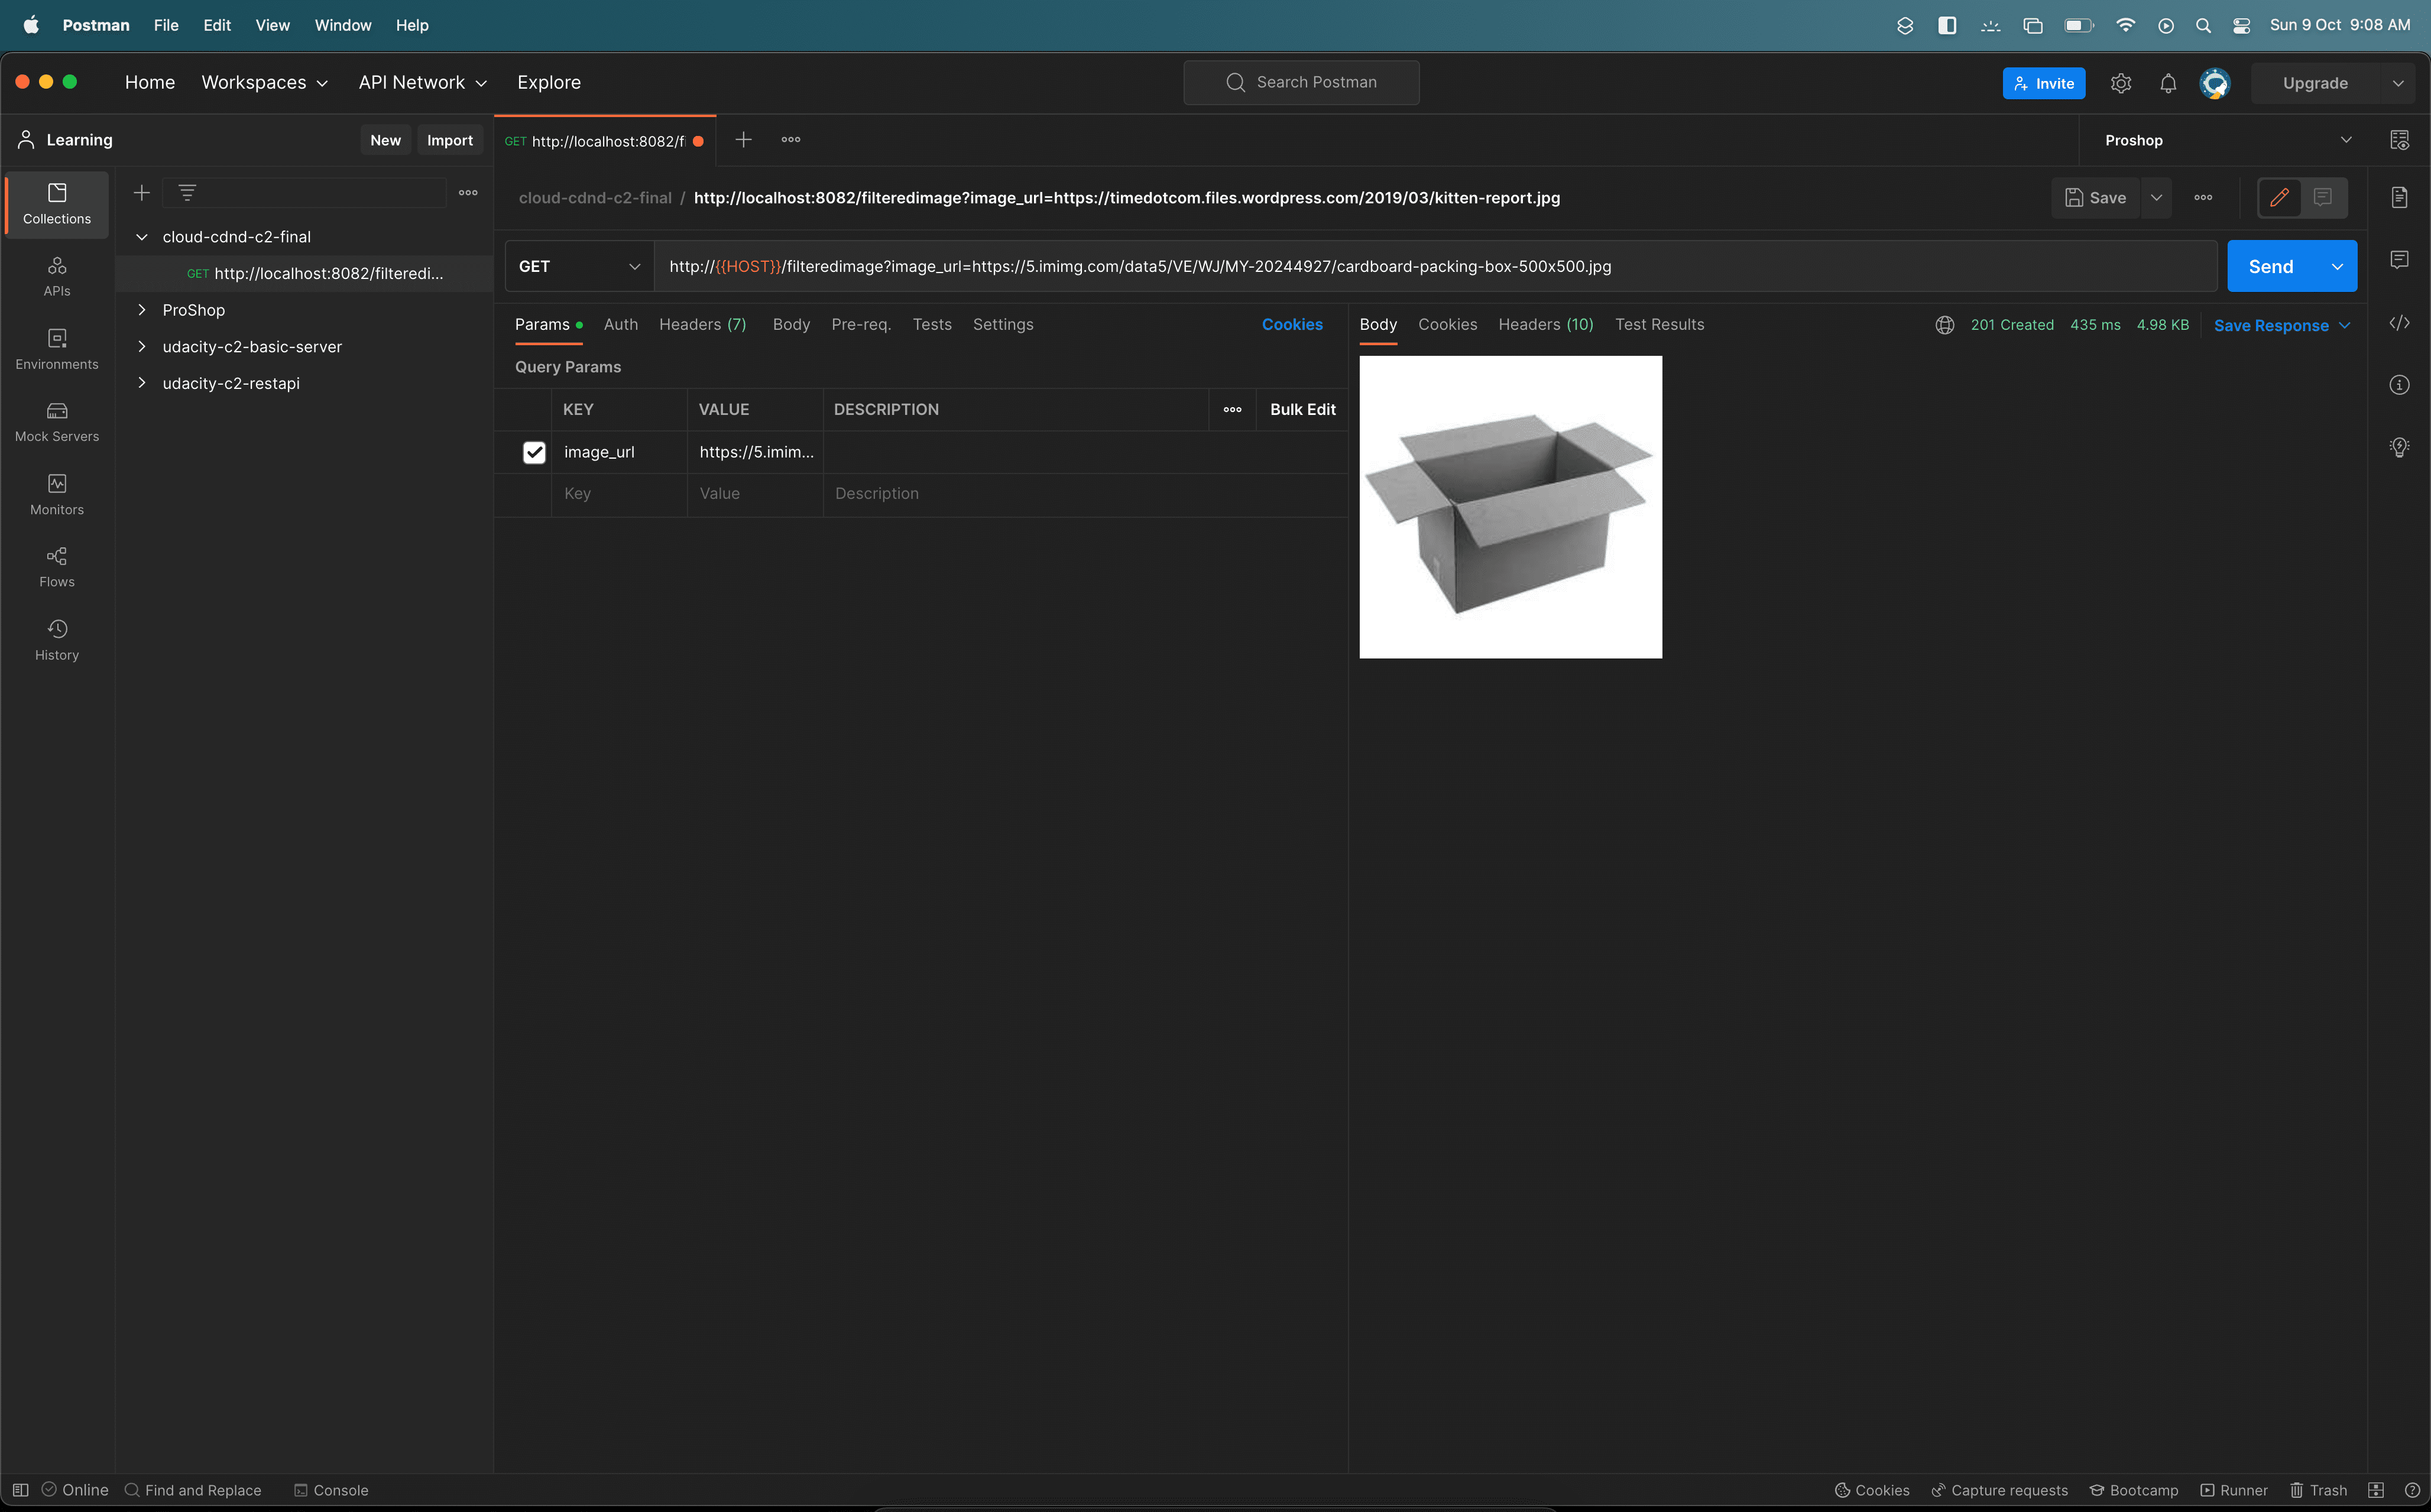 Postman File Edit View Window Help Sun 9 Oct 9:08 AM
Home Workspaces API Network Explore Search Postman Invite Upgrade
Learning New Import GET http://localhost:8082/fi Proshop
cloud-cdnd-c2-final / http://localhost:8082/filteredimage?image_url=https://timedotcom.files.wordpress.com/2019/03/kitten-report.jpg Save
Collections
APIs
Environments
Mock Servers
Monitors
Flows
History
cloud-cdnd-c2-final
GET http://localhost:8082/filteredi...
ProShop
udacity-c2-basic-server
udacity-c2-restapi
GET http://{{HOST}}/filteredimage?image_url=https://5.imimg.com/data5/VE/WJ/MY-20244927/cardboard-packing-box-500x500.jpg Send
Params Auth Headers (7) Body Pre-req. Tests Settings Cookies
Query Params
KEY VALUE DESCRIPTION Bulk Edit
image_url https://5.imim...
Key Value Description
Body Cookies Headers (10) Test Results 201 Created 435 ms 4.98 KB Save Response
Online Find and Replace Console Cookies Capture requests Bootcamp Runner Trash